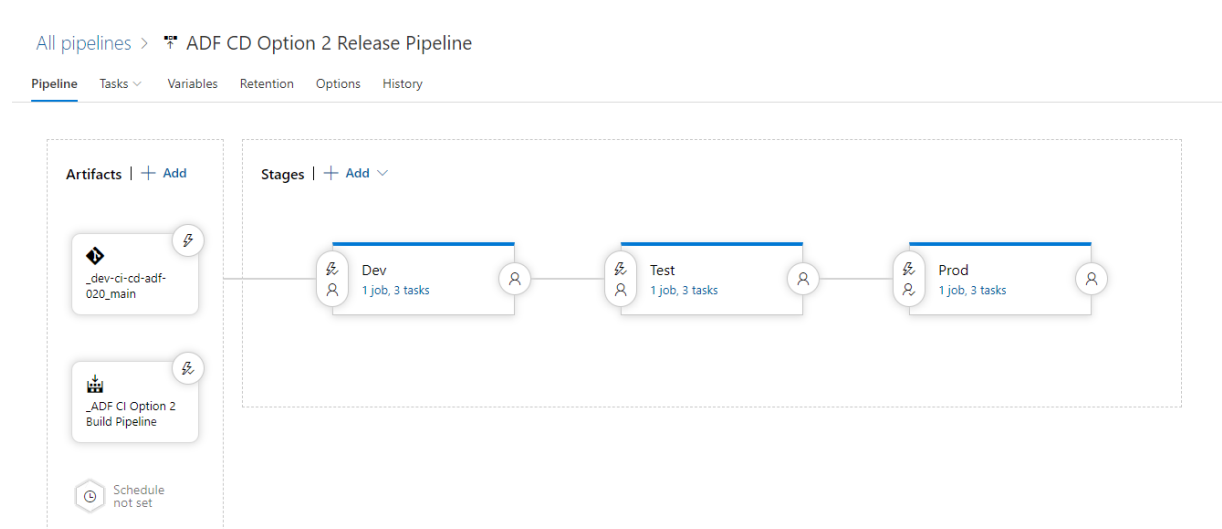 All pipelines > ADF CD Option 2 Release Pipeline
Pipeline Tasks Variables Retention Options History
Artifacts | + Add
Stages | + Add
_dev-ci-cd-adf-
020_main
Dev
1 job, 3 tasks
Test
1 job, 3 tasks
Prod
1 job, 3 tasks
_ADF CI Option 2
Build Pipeline
Schedule
not set